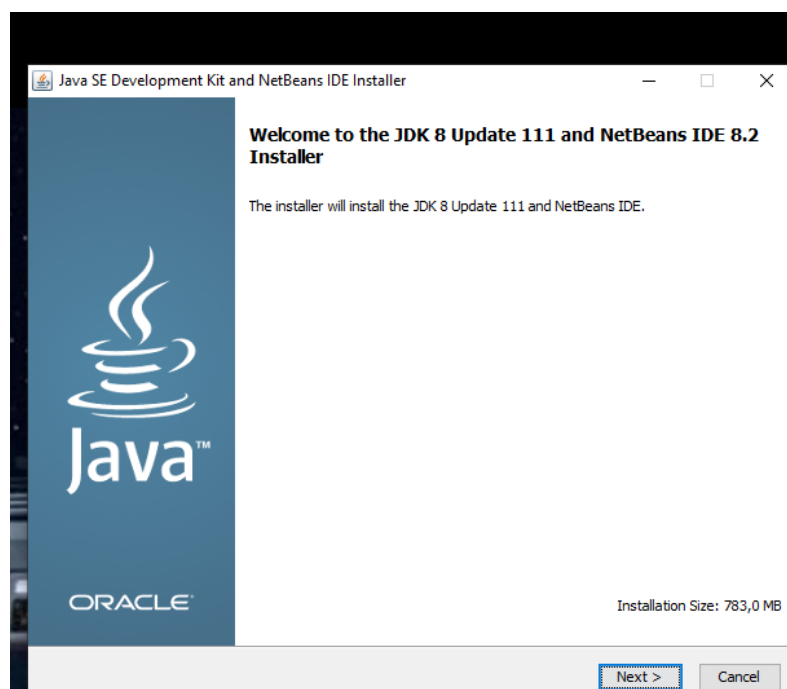 Java SE Development Kit and NetBeans IDE Installer
Welcome to the JDK 8 Update 111 and NetBeans IDE 8.2
Installer
The installer will install the JDK 8 Update 111 and NetBeans IDE.
Java™
ORACLE
Installation Size: 783,0 MB
Next >
Cancel